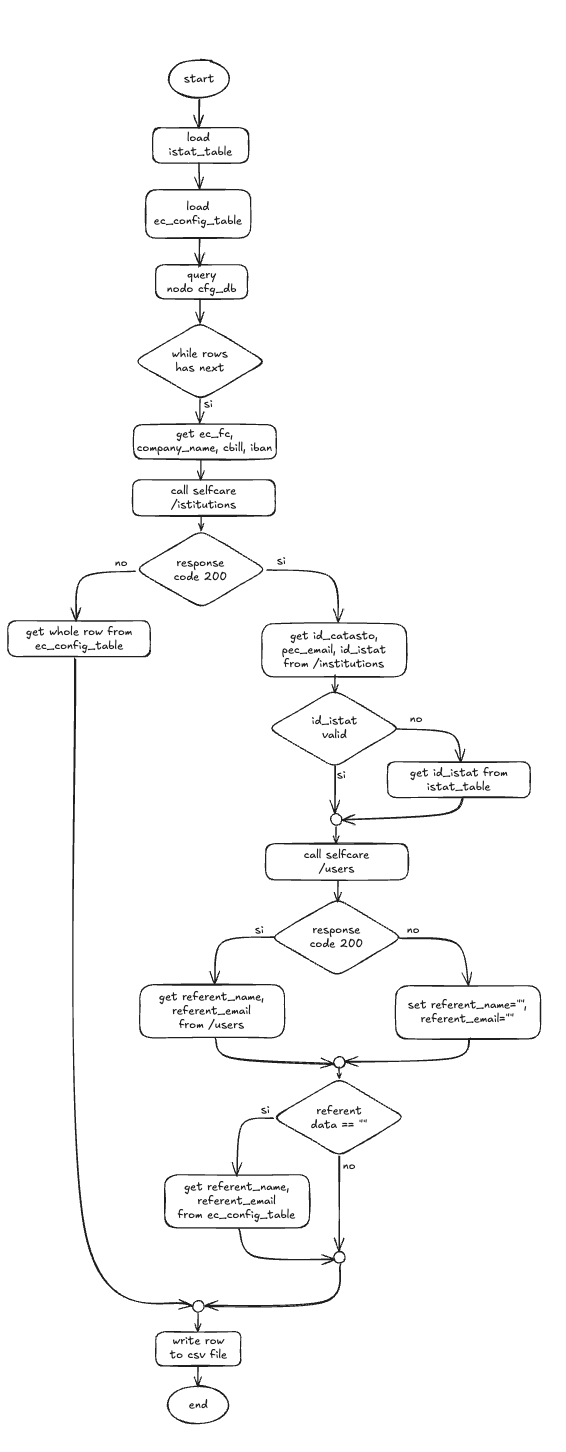 start
load
istat_table
load
ec_config_table
query
nodo cfg_db
while rows
has next
si
get ec_fc,
company_name, cbill, iban
call selfcare
/istitutions
response
code 200
no
si
get whole row from
ec_config_table
get id_catasto,
pec_email, id_istat
from /institutions
id_istat
valid
no
si
get id_istat from
istat_table
call selfcare
/users
response
code 200
si
no
get referent_name,
referent_email
from /users
set referent_name="",
referent_email=""
referent
data == ""
si
no
get referent_name,
referent_email
from ec_config_table
write row
to csv file
end